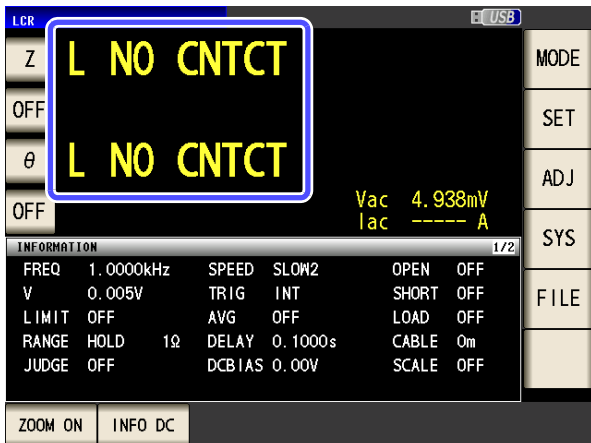 LCR USB
Z L NO CNTCT MODE
OFF SET
θ L NO CNTCT ADJ
OFF Vac 4.938mV
Iac ----- A SYS
INFORMATION 1/2
FREQ 1.0000kHz SPEED SLOW2 OPEN OFF
V 0.005V TRIG INT SHORT OFF FILE
LIMIT OFF AVG OFF LOAD OFF
RANGE HOLD 1Ω DELAY 0.1000s CABLE 0m
JUDGE OFF DCBIAS 0.00V SCALE OFF
ZOOM ON INFO DC